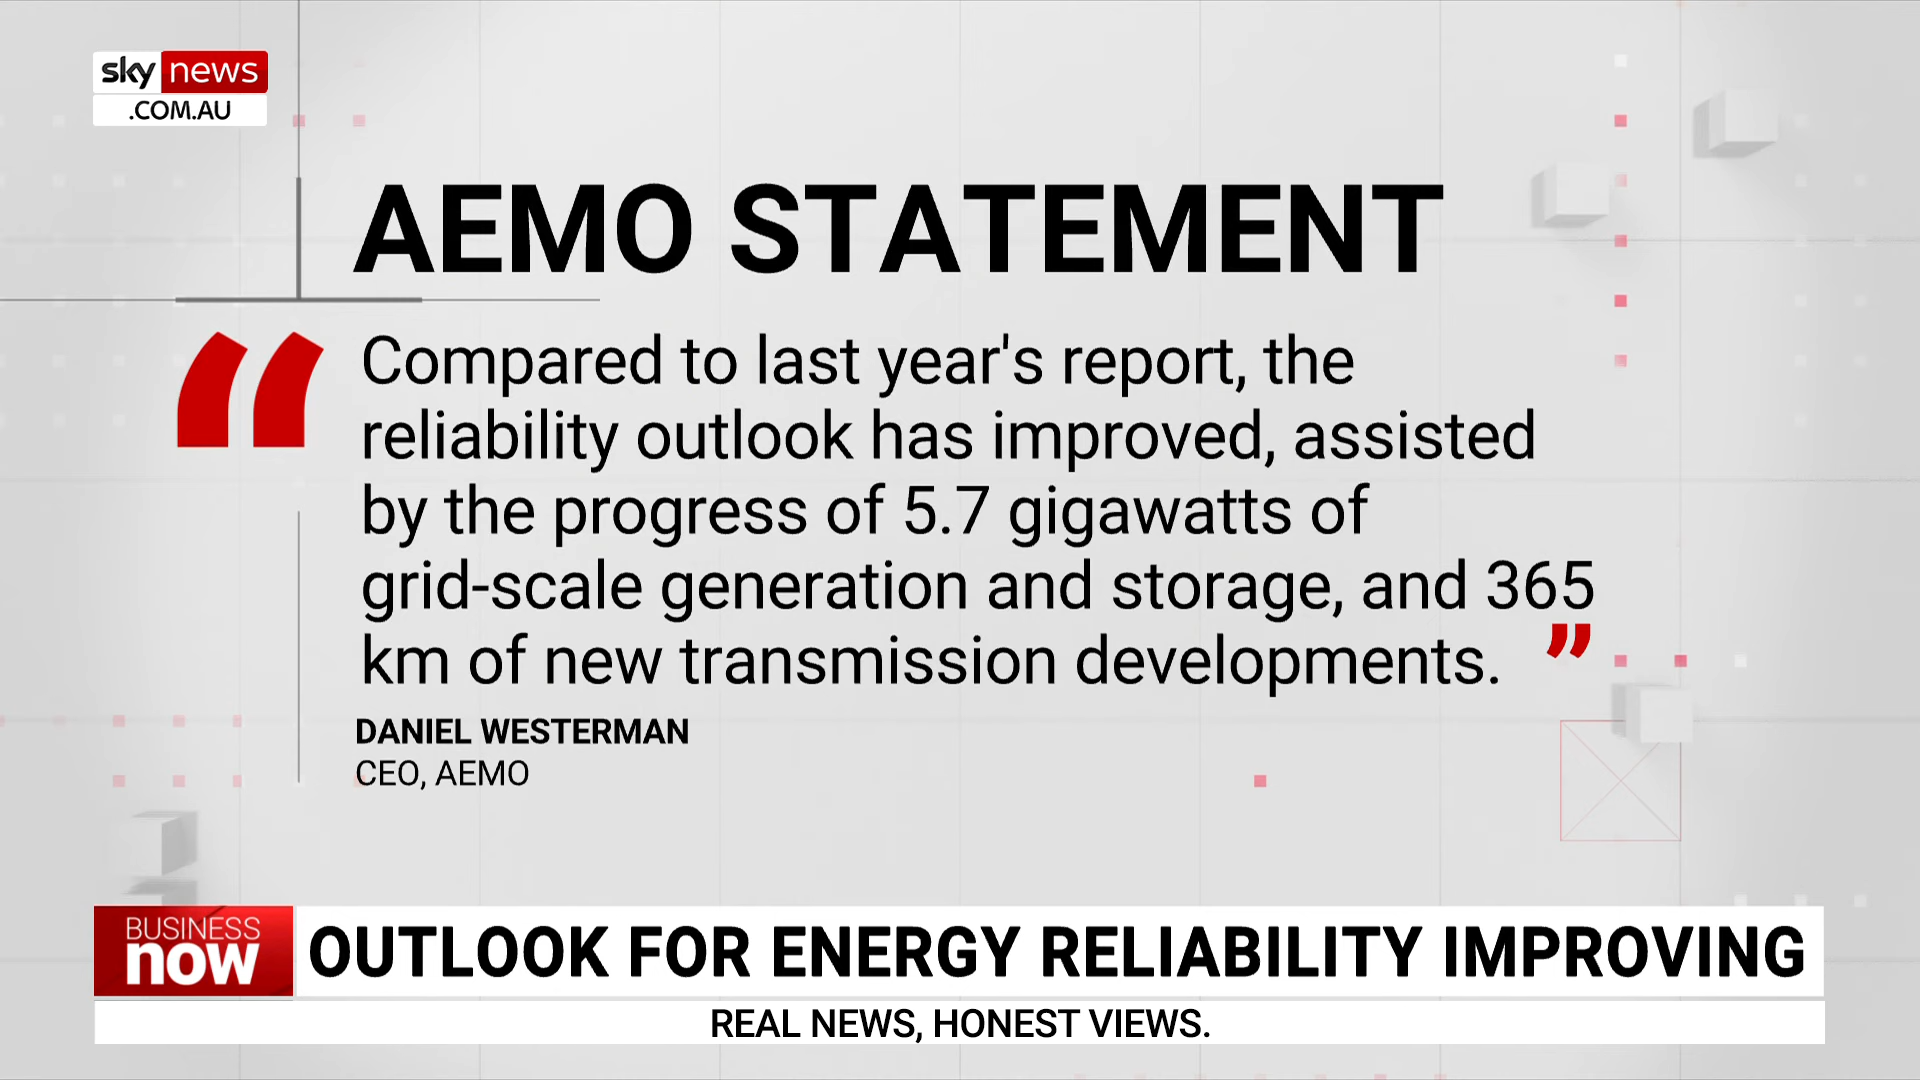 sky news
.COM.AU
AEMO STATEMENT
“Compared to last year's report, the
reliability outlook has improved, assisted
by the progress of 5.7 gigawatts of
grid-scale generation and storage, and 365
km of new transmission developments.”
DANIEL WESTERMAN
CEO, AEMO
BUSINESS
now
OUTLOOK FOR ENERGY RELIABILITY IMPROVING
REAL NEWS, HONEST VIEWS.